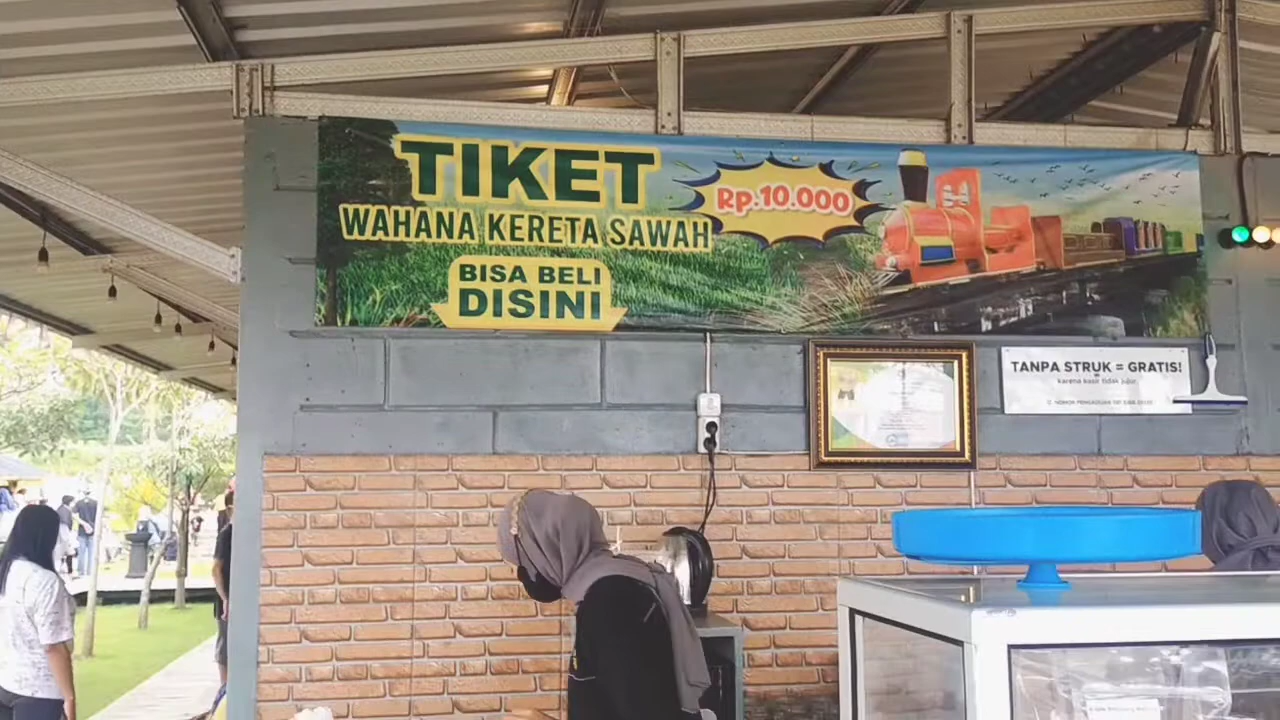 TIKET
WAHANA KERETA SAWAH
Rp.10.000
BISA BELI
DISINI
TANPA STRUK = GRATIS!
karena kasir tidak jujur